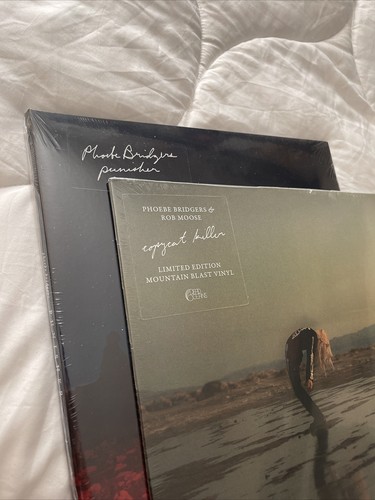 Phoebe Bridgers
punisher
PHOEBE BRIDGERS &
ROB MOOSE
copycat killer
LIMITED EDITION
MOUNTAIN BLAST VINYL